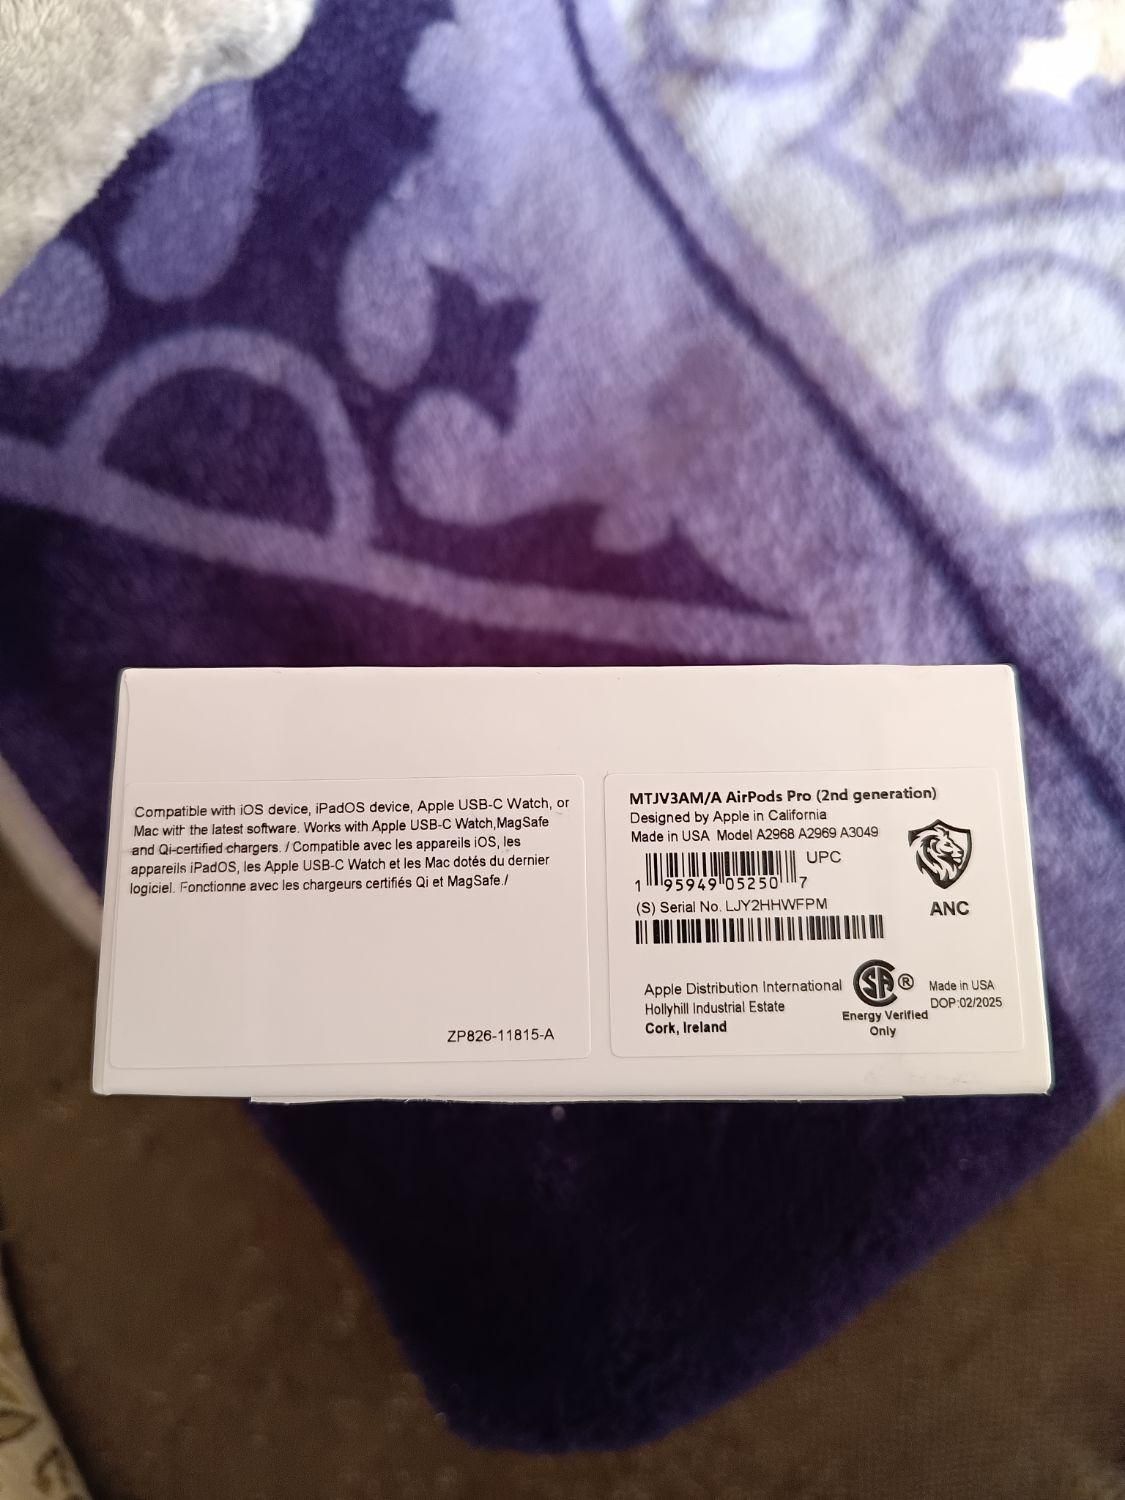 Compatible with iOS device, iPadOS device, Apple USB-C Watch, or
Mac with the latest software. Works with Apple USB-C Watch,MagSafe
and Qi-certified chargers. / Compatible avec les appareils iOS, les
appareils iPadOS, les Apple USB-C Watch et les Mac dotés du dernier
logiciel. Fonctionne avec les chargeurs certifiés Qi et MagSafe./
ZP826-11815-A
MTJV3AM/A AirPods Pro (2nd generation)
Designed by Apple in California
Made in USA Model A2968 A2969 A3049
UPC
1 95949 05250 7
(S) Serial No. LJY2HHWFPM
ANC
Apple Distribution International
Hollyhill Industrial Estate
Cork, Ireland
SA ®
Energy Verified
Only
Made in USA
DOP:02/2025